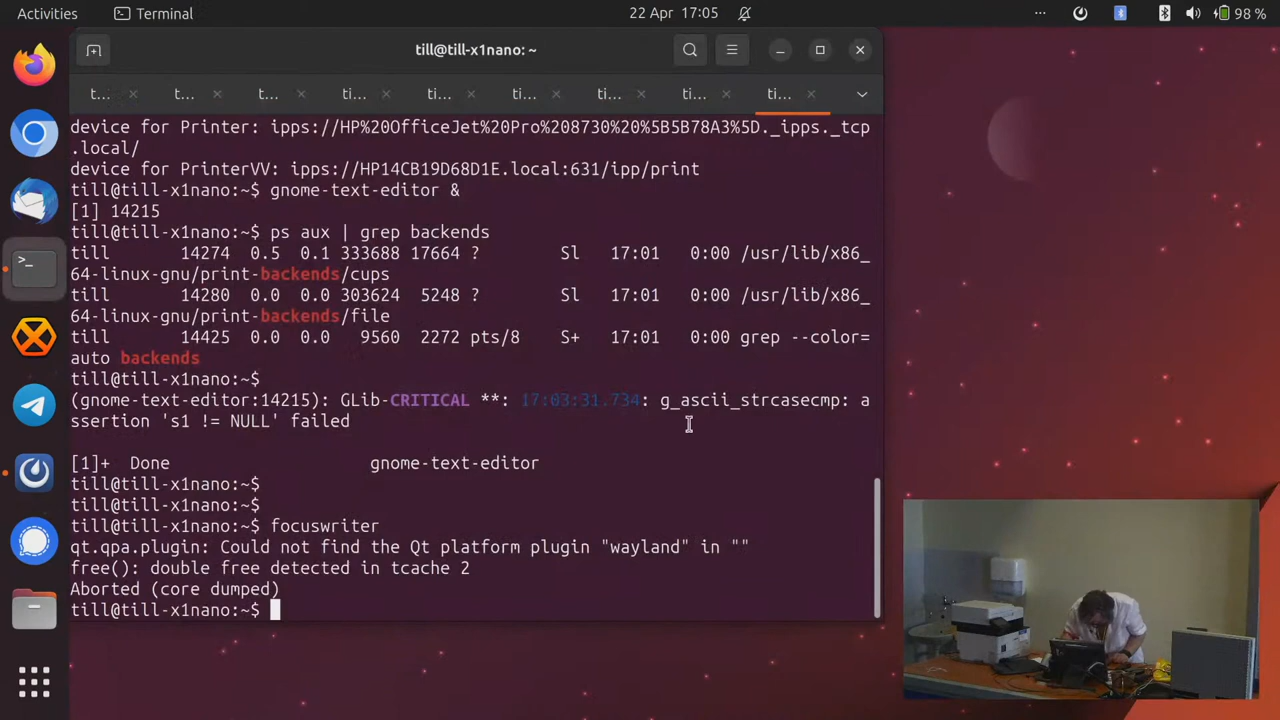 Activities Terminal 22 Apr 17:05 98 %
till@till-x1nano: ~
t... t... t... ti... ti... ti... ti... ti... ti...
device for Printer: ipps://HP%20OfficeJet%20Pro%208730%20%5B5B78A3%5D._ipps._tcp
.local/
device for PrinterVV: ipps://HP14CB19D68D1E.local:631/ipp/print
till@till-x1nano:~$ gnome-text-editor &
[1] 14215
till@till-x1nano:~$ ps aux | grep backends
till 14274 0.5 0.1 333688 17664 ? Sl 17:01 0:00 /usr/lib/x86_
64-linux-gnu/print-backends/cups
till 14280 0.0 0.0 303624 5248 ? Sl 17:01 0:00 /usr/lib/x86_
64-linux-gnu/print-backends/file
till 14425 0.0 0.0 9560 2272 pts/8 S+ 17:01 0:00 grep --color=
auto backends
till@till-x1nano:~$
(gnome-text-editor:14215): GLib-CRITICAL **: 17:03:31.734: g_ascii_strcasecmp: a
ssertion 's1 != NULL' failed
[1]+ Done gnome-text-editor
till@till-x1nano:~$
till@till-x1nano:~$
till@till-x1nano:~$ focuswriter
qt.qpa.plugin: Could not find the Qt platform plugin "wayland" in ""
free(): double free detected in tcache 2
Aborted (core dumped)
till@till-x1nano:~$